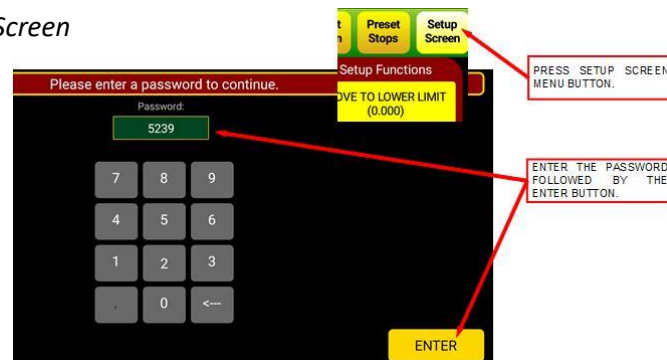 Screen
Preset
Stops
Setup
Screen
Setup Functions
OVE TO LOWER LIMIT
(0.000)
PRESS SETUP SCREEN
MENU BUTTON.
Please enter a password to continue.
Password:
5239
7 8 9
4 5 6
1 2 3
. 0 <---
ENTER
ENTER THE PASSWORD
FOLLOWED BY THE
ENTER BUTTON.